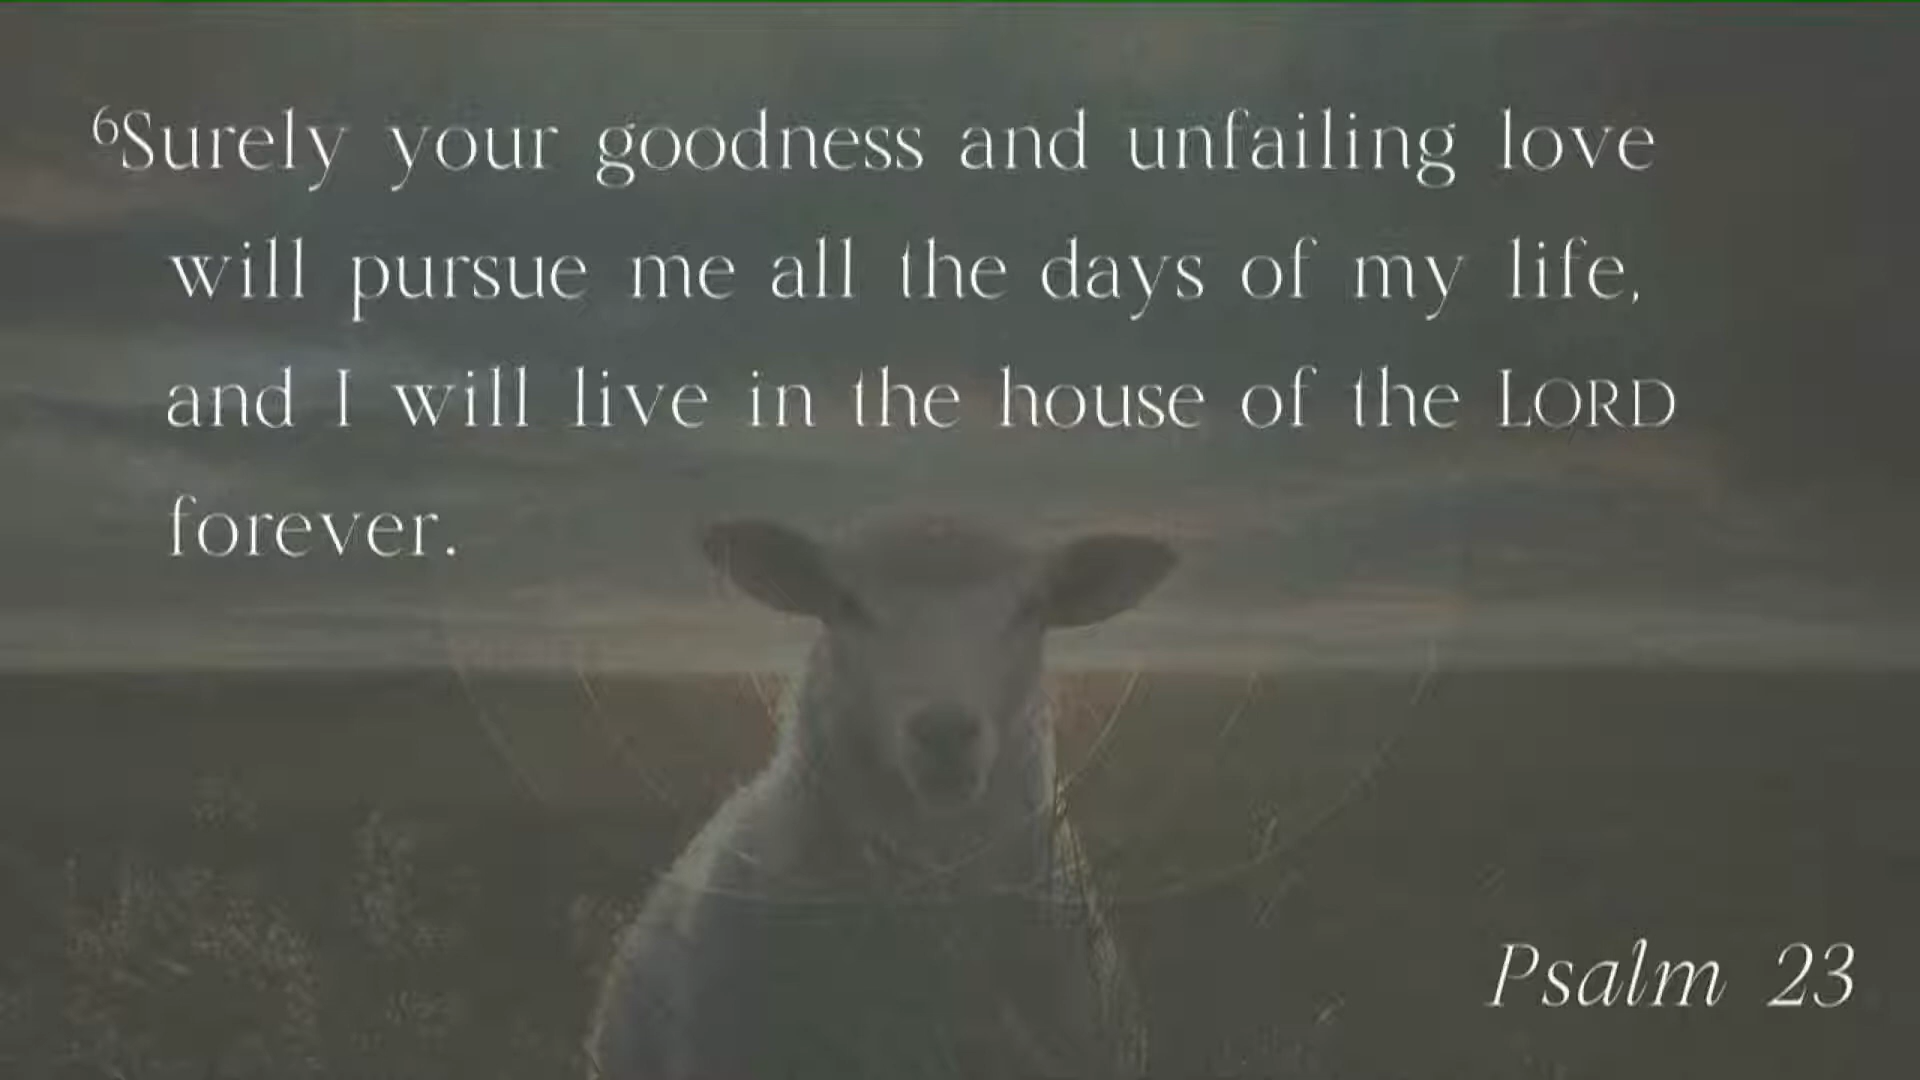 ⁶Surely your goodness and unfailing love
will pursue me all the days of my life,
and I will live in the house of the LORD
forever.
Psalm 23